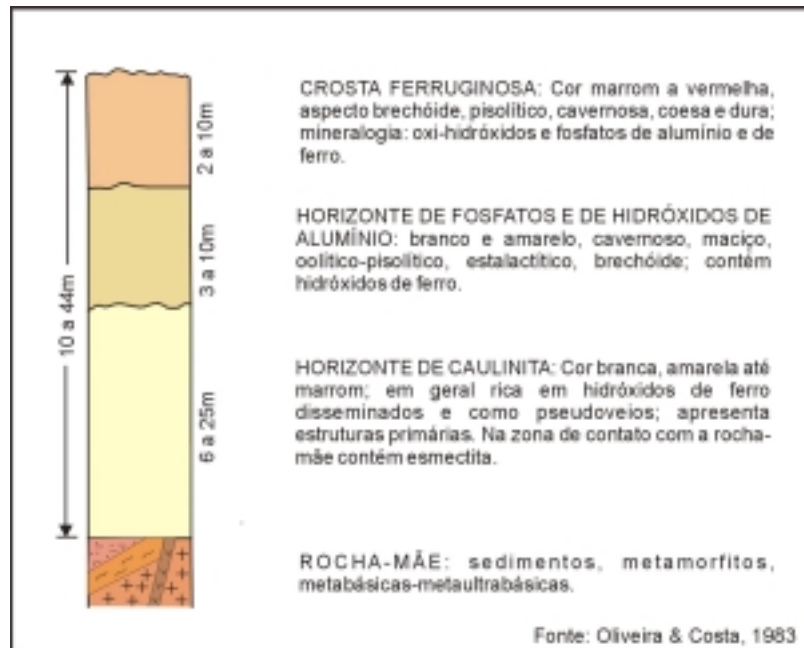 CROSTA FERRUGINOSA: Cor marrom a vermelha,
aspecto brechóide, pisolítico, cavernosa, coesa e dura;
mineralogia: oxi-hidróxidos e fosfatos de alumínio e de
ferro.
2 a 10m
HORIZONTE DE FOSFATOS E DE HIDRÓXIDOS DE
ALUMÍNIO: branco e amarelo, cavernoso, maciço,
oolítico-pisolítico, estalactítico, brechóide; contém
hidróxidos de ferro.
3 a 10m
10 a 44m
HORIZONTE DE CAULINITA: Cor branca, amarela até
marrom; em geral rica em hidróxidos de ferro
disseminados e como pseudoveios; apresenta
estruturas primárias. Na zona de contato com a rocha-
mãe contém esmectita.
6 a 25m
ROCHA-MÃE: sedimentos, metamorfitos,
metabásicas-metaultrabásicas.
Fonte: Oliveira & Costa, 1983